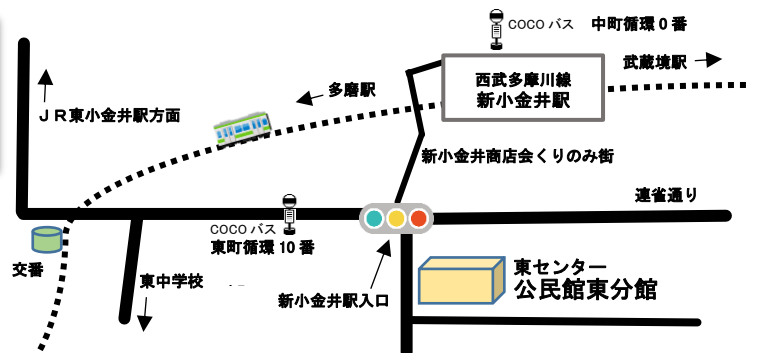 COCO バス 中町循環０番
武蔵境駅
西武多摩川線
新小金井駅
多磨駅
ＪＲ東小金井駅方面
新小金井商店会くりのみ街
連雀通り
COCO バス
東町循環 10 番
交番
東中学校
新小金井駅入口
東センター
公民館東分館